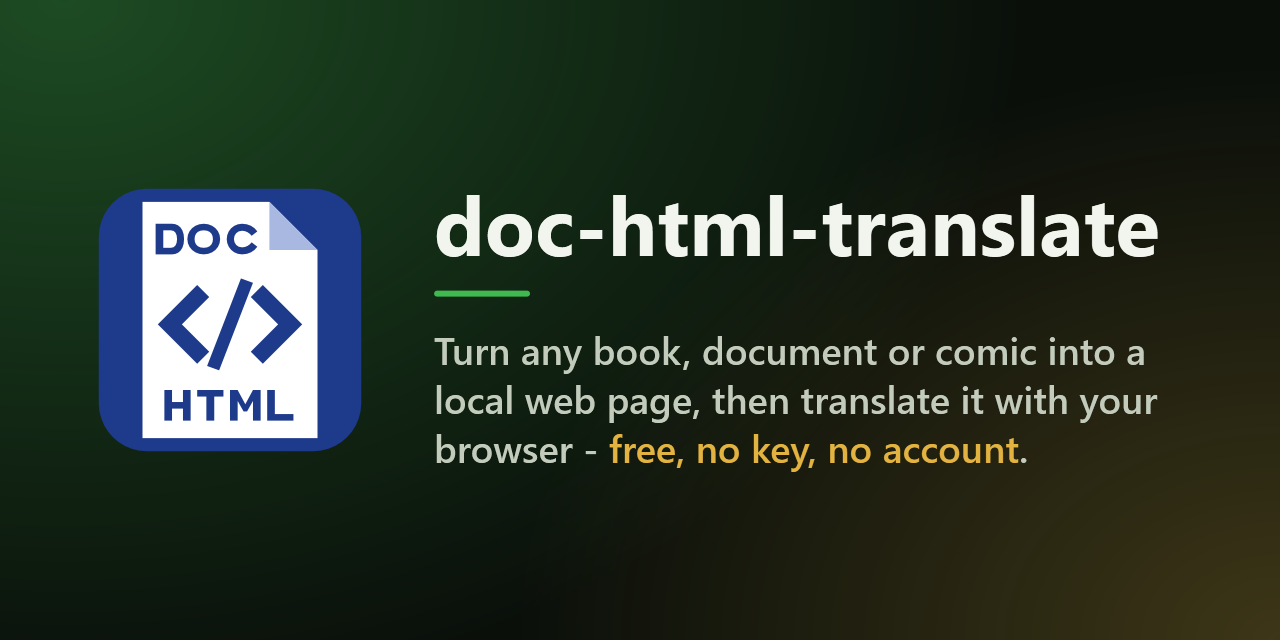 DOC
</>
HTML
doc-html-translate
Turn any book, document or comic into a
local web page, then translate it with your
browser - free, no key, no account.